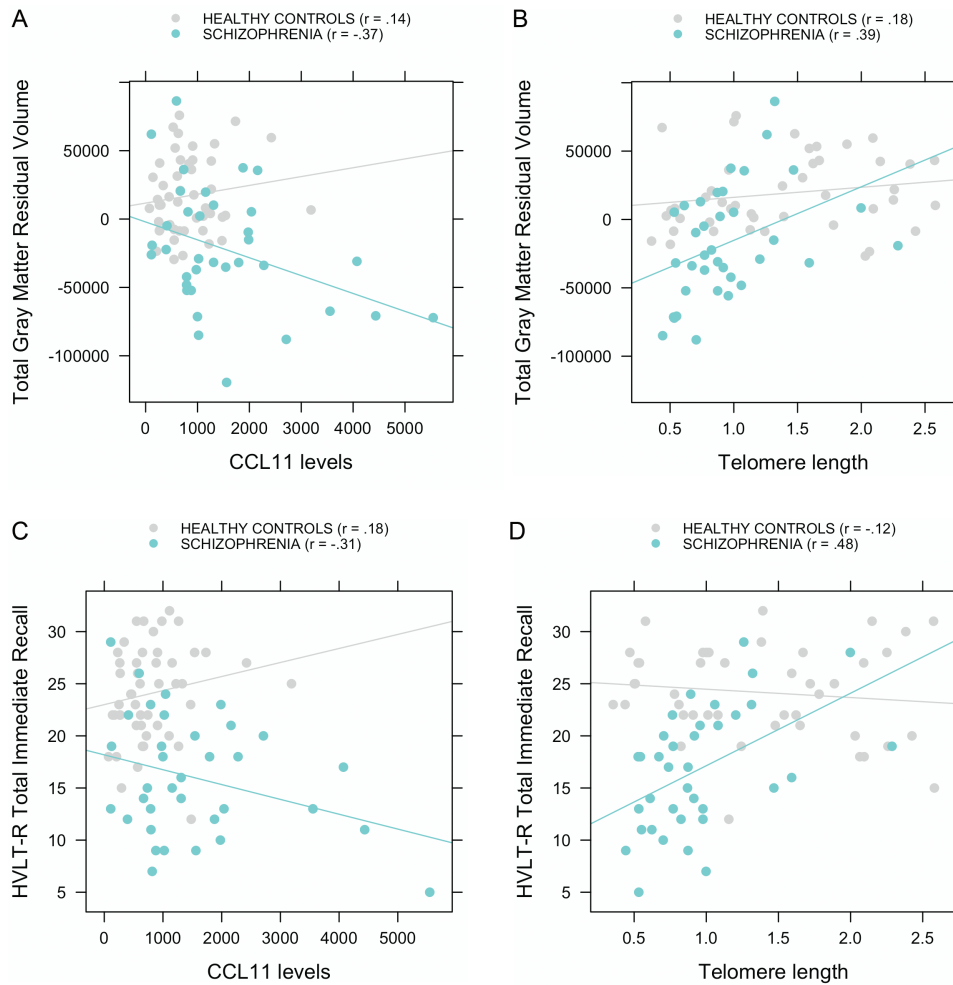 A
HEALTHY CONTROLS (r = .14)
SCHIZOPHRENIA (r = -.37)
Total Gray Matter Residual Volume
50000
0
-50000
-100000
0 1000 2000 3000 4000 5000
CCL11 levels
B
HEALTHY CONTROLS (r = .18)
SCHIZOPHRENIA (r = .39)
Total Gray Matter Residual Volume
50000
0
-50000
-100000
0.5 1.0 1.5 2.0 2.5
Telomere length
C
HEALTHY CONTROLS (r = .18)
SCHIZOPHRENIA (r = -.31)
HVLT-R Total Immediate Recall
30
25
20
15
10
5
0 1000 2000 3000 4000 5000
CCL11 levels
D
HEALTHY CONTROLS (r = -.12)
SCHIZOPHRENIA (r = .48)
HVLT-R Total Immediate Recall
30
25
20
15
10
5
0.5 1.0 1.5 2.0 2.5
Telomere length